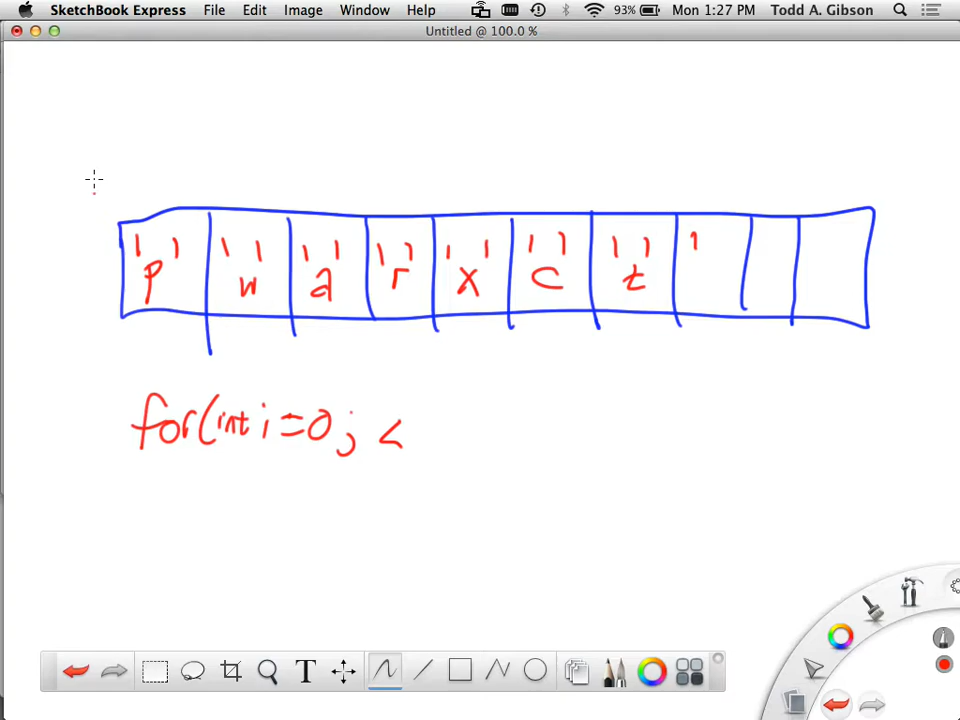 SketchBook Express File Edit Image Window Help 93% Mon 1:27 PM Todd A. Gibson
Untitled @ 100.0 %
'p' 'w' 'a' 'r' 'x' 'c' 't' '
for(int i=0; <
T